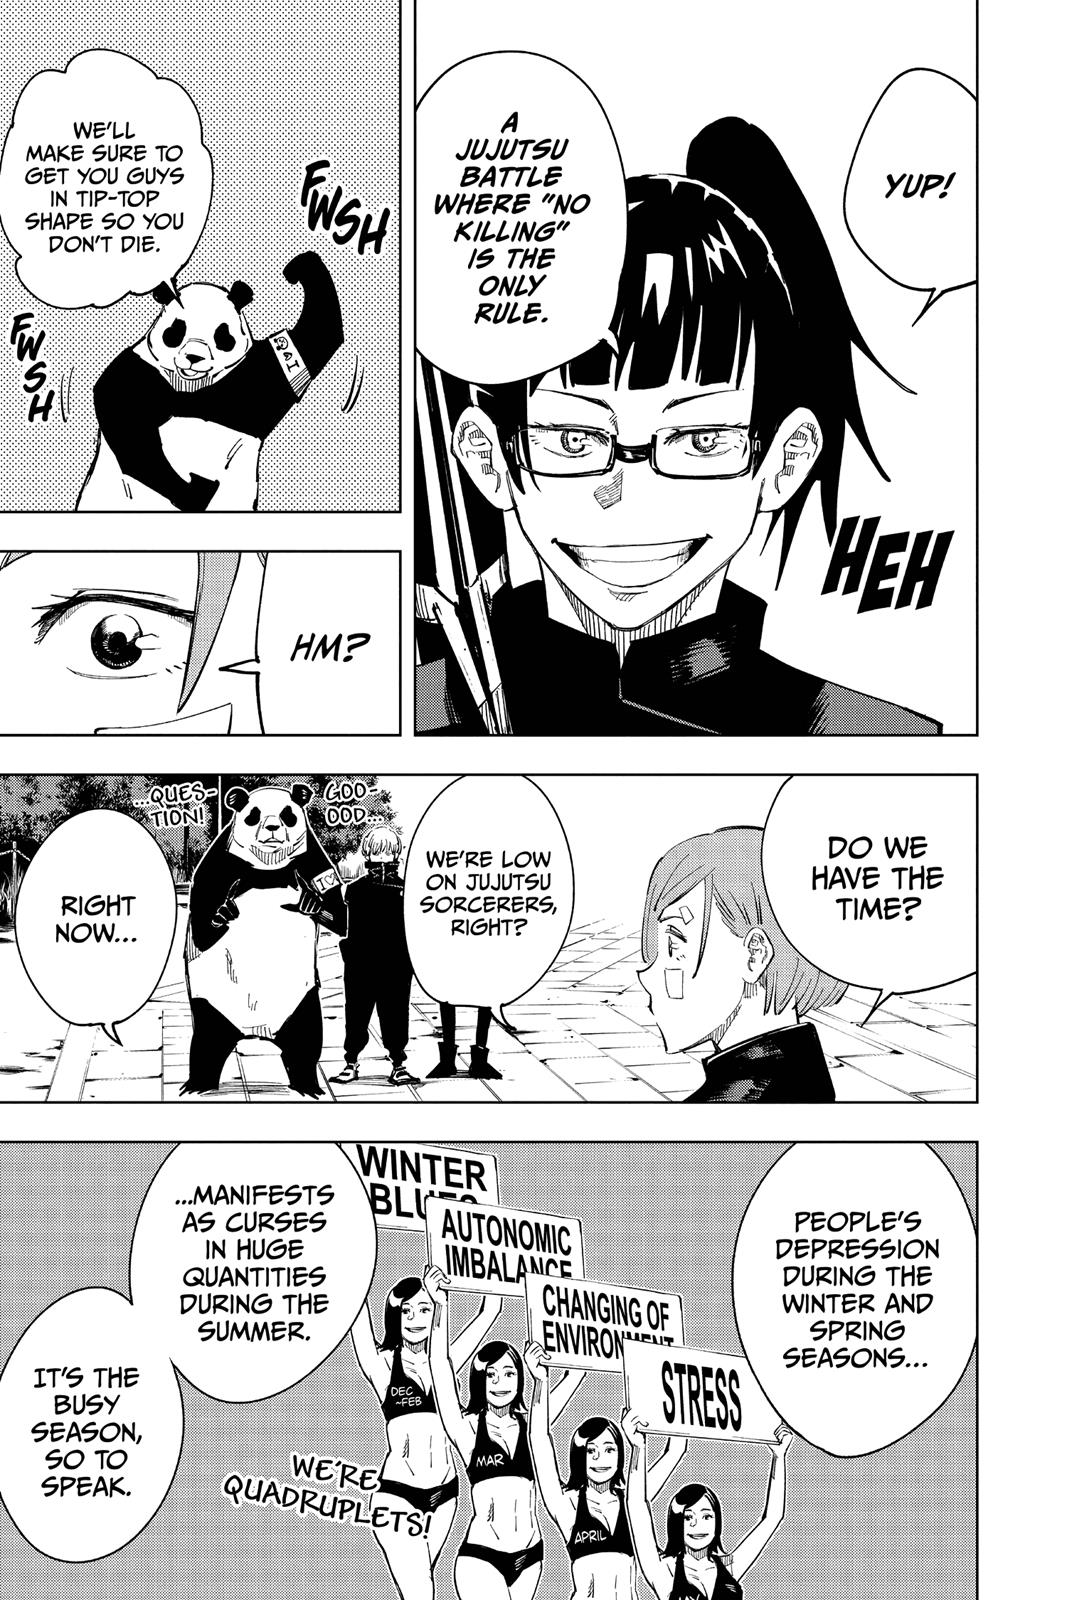 YUP!
A
JUJUTSU
BATTLE
WHERE "NO
KILLING"
IS THE
ONLY
RULE.
HEH
WE'LL
MAKE SURE TO
GET YOU GUYS
IN TIP-TOP
SHAPE SO YOU
DON'T DIE.
FWSH
FWSH
I
HM?
DO WE
HAVE THE
TIME?
WE'RE LOW
ON JUJUTSU
SORCERERS,
RIGHT?
GOO-
OOD...
...QUES-
TION!
I♡
RIGHT
NOW...
PEOPLE'S
DEPRESSION
DURING THE
WINTER AND
SPRING
SEASONS...
...MANIFESTS
AS CURSES
IN HUGE
QUANTITIES
DURING THE
SUMMER.
IT'S THE
BUSY
SEASON,
SO TO
SPEAK.
WINTER
BLUES
AUTONOMIC
IMBALANCE
CHANGING OF
ENVIRONMENT
STRESS
DEC
~FEB
MAR
APRIL
WE'RE
QUADRUPLETS!